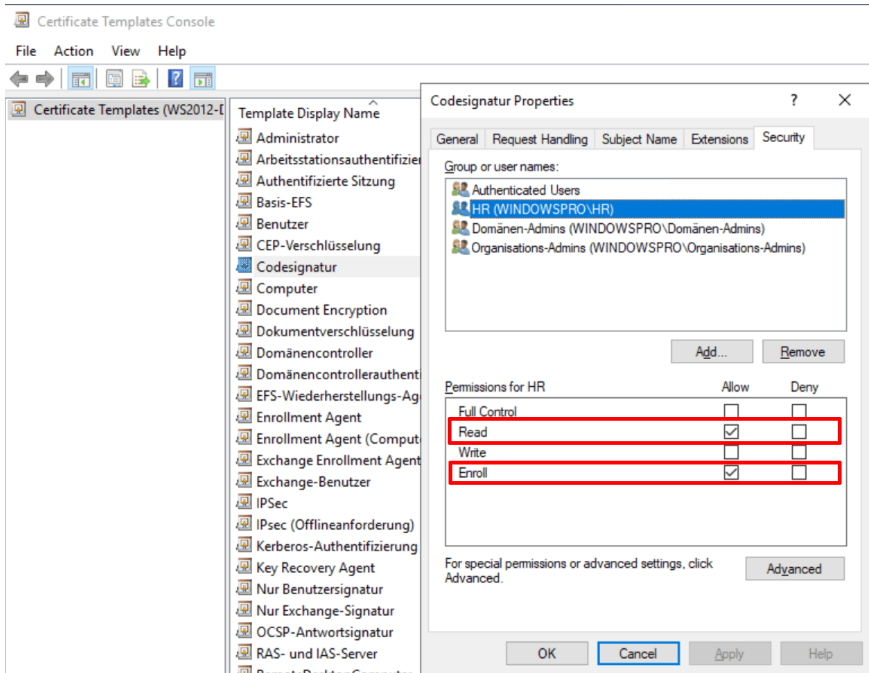 Certificate Templates Console
File Action View Help
Certificate Templates (WS2012-D
Template Display Name
Administrator
Arbeitsstationsauthentifizier
Authentifizierte Sitzung
Basis-EFS
Benutzer
CEP-Verschlüsselung
Codesignatur
Computer
Document Encryption
Dokumentverschlüsselung
Domänencontroller
Domänencontrollerauthenti
EFS-Wiederherstellungs-Ag
Enrollment Agent
Enrollment Agent (Comput
Exchange Enrollment Agent
Exchange-Benutzer
IPSec
IPsec (Offlineanforderung)
Kerberos-Authentifizierung
Key Recovery Agent
Nur Benutzersignatur
Nur Exchange-Signatur
OCSP-Antwortsignatur
RAS- und IAS-Server
Codesignatur Properties
General Request Handling Subject Name Extensions Security
Group or user names:
Authenticated Users
HR (WINDOWSPRO\HR)
Domänen-Admins (WINDOWSPRO\Domänen-Admins)
Organisations-Admins (WINDOWSPRO\Organisations-Admins)
Add... Remove
Permissions for HR Allow Deny
Full Control
Read
Write
Enroll
For special permissions or advanced settings, click
Advanced.
Advanced
OK Cancel Apply Help